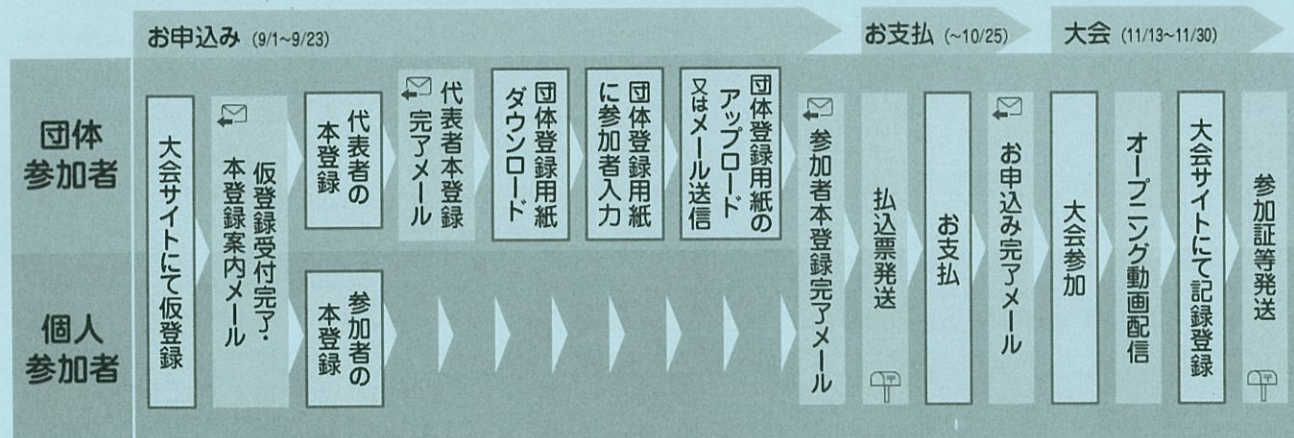 お申込み (9/1~9/23)
お支払 (~10/25)
大会 (11/13~11/30)
団体
参加者
個人
参加者
大会サイトにて仮登録
仮登録受付完了・
本登録案内メール
代表者の
本登録
参加者の
本登録
代表者本登録
完了メール
団体登録用紙
ダウンロード
団体登録用紙
に参加者入力
団体登録用紙の
アップロード
又はメール送信
参加者本登録完了メール
払込票発送
お支払
お申込み完了メール
大会参加
オープニング動画配信
大会サイトにて記録登録
参加証等発送